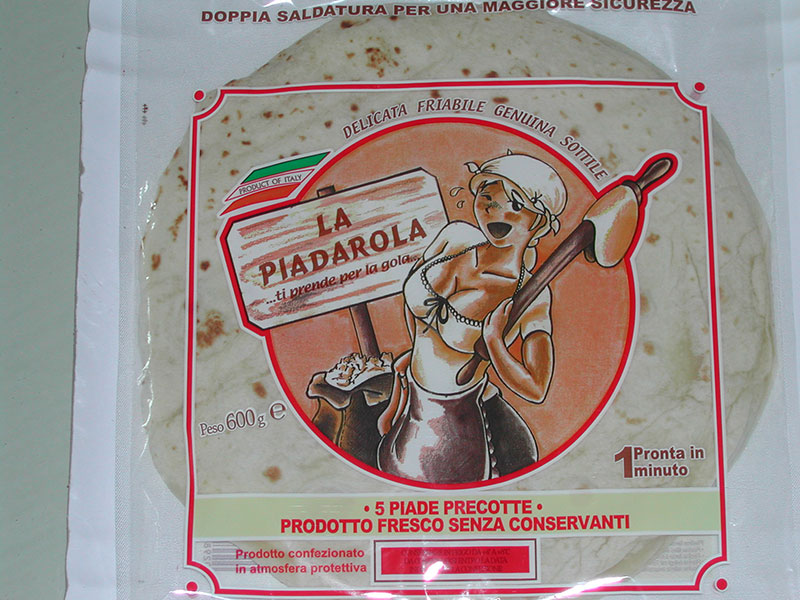 DOPPIA SALDATURA PER UNA MAGGIORE SICUREZZA
DELICATA FRIABILE GENUINA SOTTILE
PRODUCT OF ITALY
LA
PIADAROLA
...ti prende per la gola...
Peso 600g e
1 Pronta in
minuto
• 5 PIADE PRECOTTE •
PRODOTTO FRESCO SENZA CONSERVANTI
Prodotto confezionato
in atmosfera protettiva